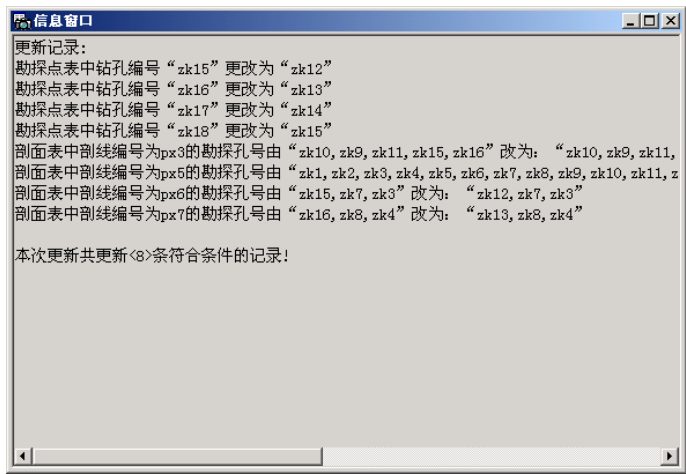 信息窗口
更新记录:
勘探点表中钻孔编号“zk15”更改为“zk12”
勘探点表中钻孔编号“zk16”更改为“zk13”
勘探点表中钻孔编号“zk17”更改为“zk14”
勘探点表中钻孔编号“zk18”更改为“zk15”
剖面表中剖线编号为px3的勘探孔号由“zk10,zk9,zk11,zk15,zk16”改为：“zk10,zk9,zk11,
剖面表中剖线编号为px5的勘探孔号由“zk1,zk2,zk3,zk4,zk5,zk6,zk7,zk8,zk9,zk10,zk11,z
剖面表中剖线编号为px6的勘探孔号由“zk15,zk7,zk3”改为：“zk12,zk7,zk3”
剖面表中剖线编号为px7的勘探孔号由“zk16,zk8,zk4”改为：“zk13,zk8,zk4”
本次更新共更新<8>条符合条件的记录!